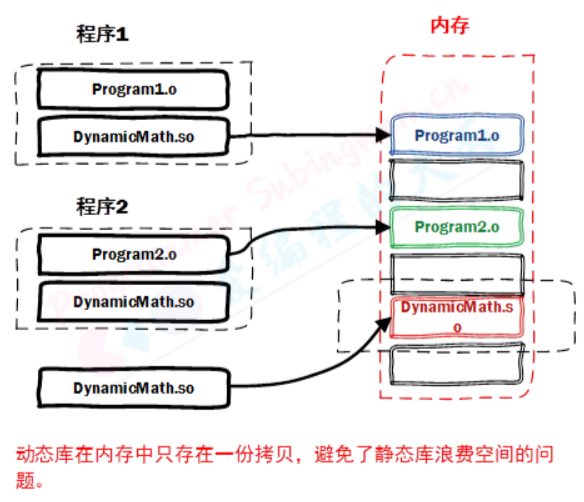 程序1
内存
Program1.o
DynamicMath.so
Program1.o
程序2
Program2.o
Program2.o
DynamicMath.so
DynamicMath.s
o
DynamicMath.so
动态库在内存中只存在一份拷贝，避免了静态库浪费空间的问
题。